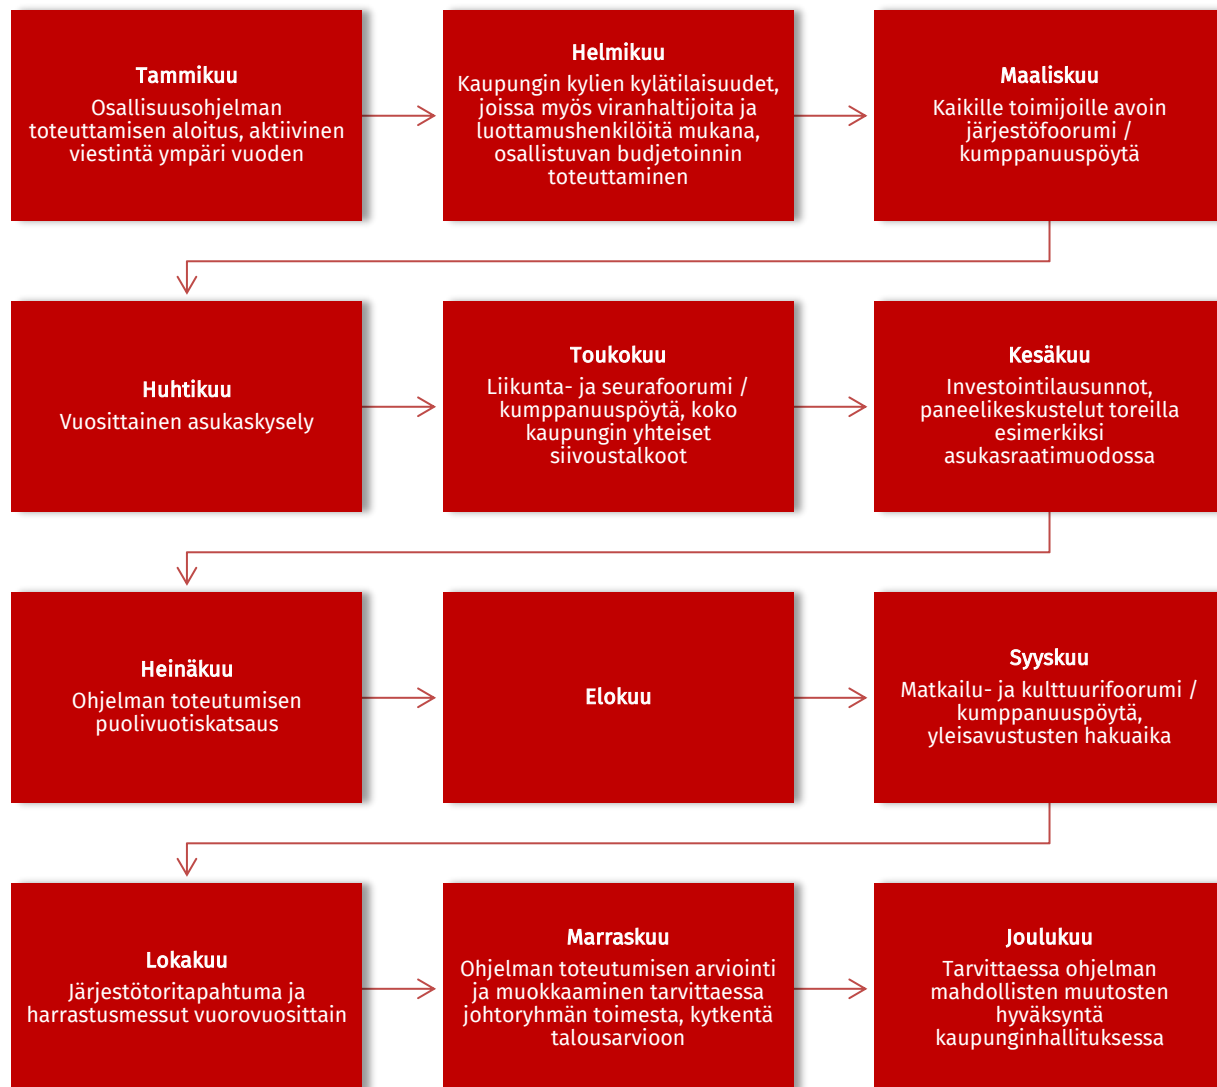 Tammikuu
Osallisuusohjelman
toteuttamisen aloitus, aktiivinen
viestintä ympäri vuoden
Helmikuu
Kaupungin kylien kylätilaisuudet,
joissa myös viranhaltijoita ja
luottamushenkilöitä mukana,
osallistuvan budjetoinnin
toteuttaminen
Maaliskuu
Kaikille toimijoille avoin
järjestöfoorumi /
kumppanuuspöytä
Huhtikuu
Vuosittainen asukaskysely
Toukokuu
Liikunta- ja seurafoorumi /
kumppanuuspöytä, koko
kaupungin yhteiset
siivoustalkoot
Kesäkuu
Investointilausunnot,
paneelikeskustelut toreilla
esimerkiksi
asukasraatimuodossa
Heinäkuu
Ohjelman toteutumisen
puolivuotiskatsaus
Elokuu
Syyskuu
Matkailu- ja kulttuurifoorumi /
kumppanuuspöytä,
yleisavustusten hakuaika
Lokakuu
Järjestötoritapahtuma ja
harrastusmessut vuorovuosittain
Marraskuu
Ohjelman toteutumisen arviointi
ja muokkaaminen tarvittaessa
johtoryhmän toimesta, kytkentä
talousarvioon
Joulukuu
Tarvittaessa ohjelman
mahdollisten muutosten
hyväksyntä
kaupunginhallituksessa